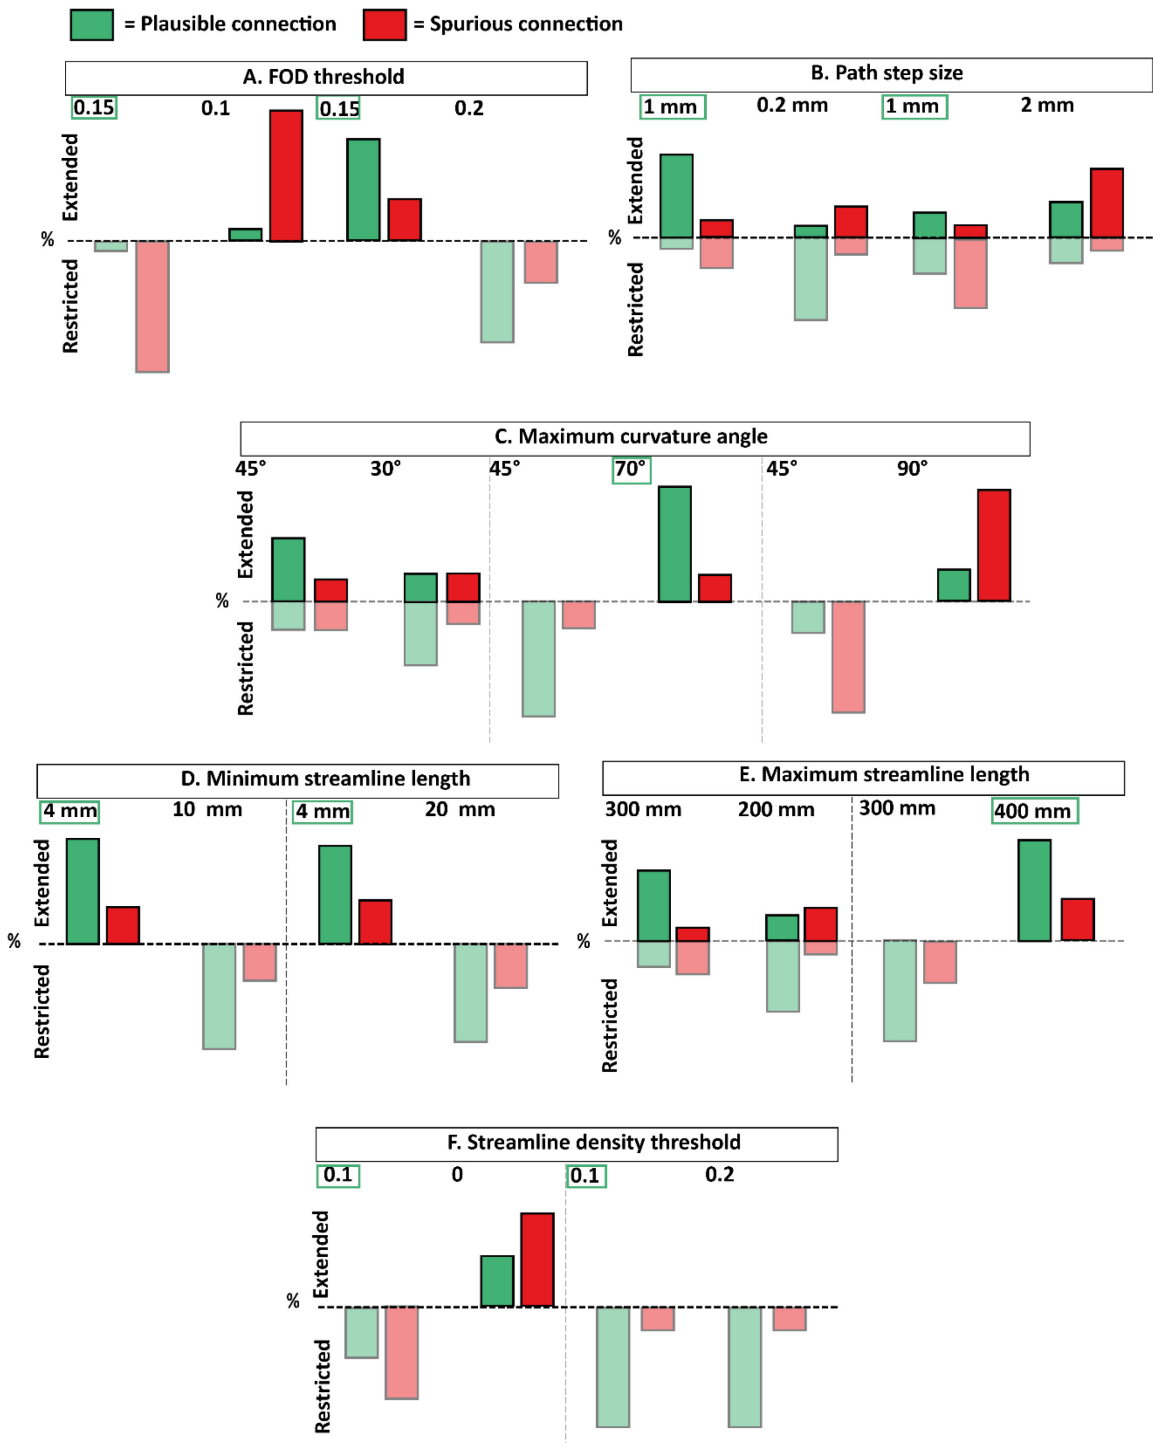 = Plausible connection = Spurious connection
A. FOD threshold
0.15 0.1 0.15 0.2
Extended
%
Restricted
B. Path step size
1 mm 0.2 mm 1 mm 2 mm
Extended
%
Restricted
C. Maximum curvature angle
45° 30° 45° 70° 45° 90°
Extended
%
Restricted
D. Minimum streamline length
4 mm 10 mm 4 mm 20 mm
Extended
%
Restricted
E. Maximum streamline length
300 mm 200 mm 300 mm 400 mm
Extended
%
Restricted
F. Streamline density threshold
0.1 0 0.1 0.2
Extended
%
Restricted